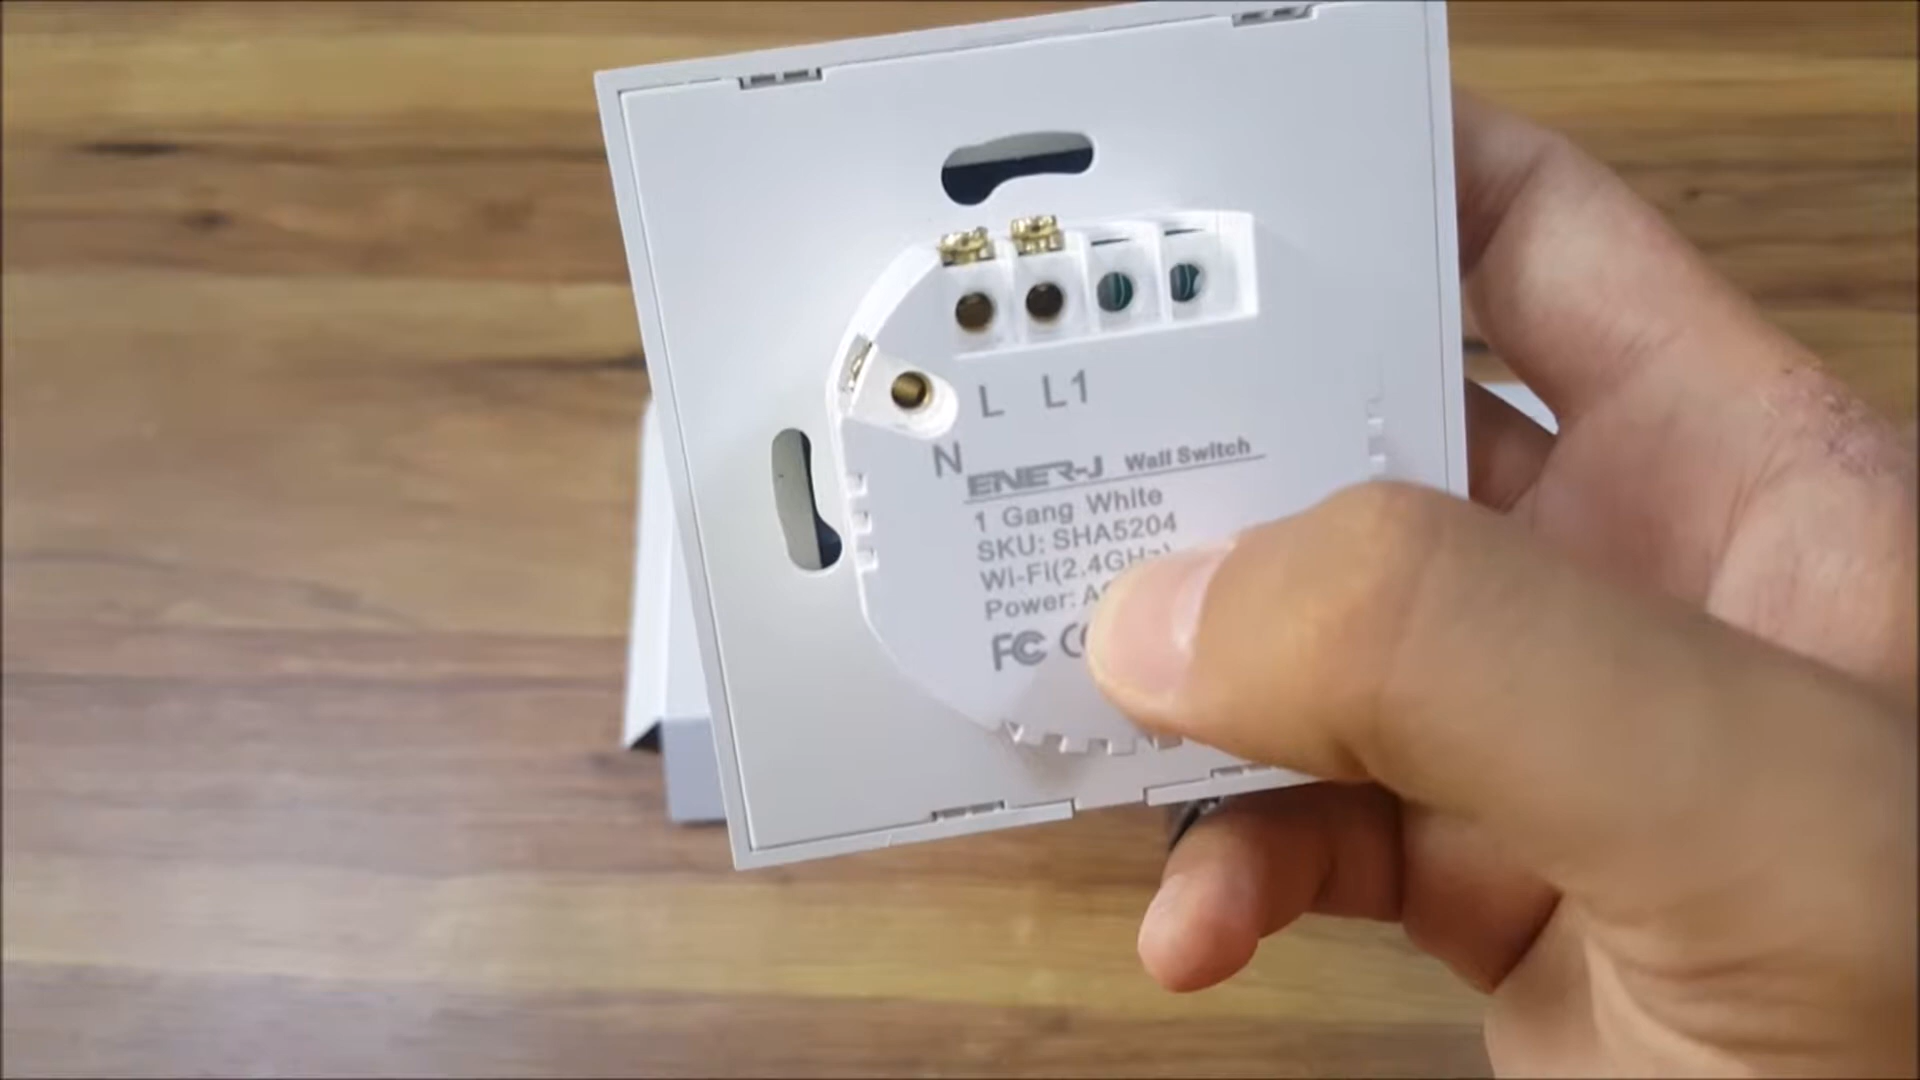 L L1
N
ENER-J Wall Switch
1 Gang White
SKU: SHA5204
Wi-Fi(2.4GHz)
Power:
FC